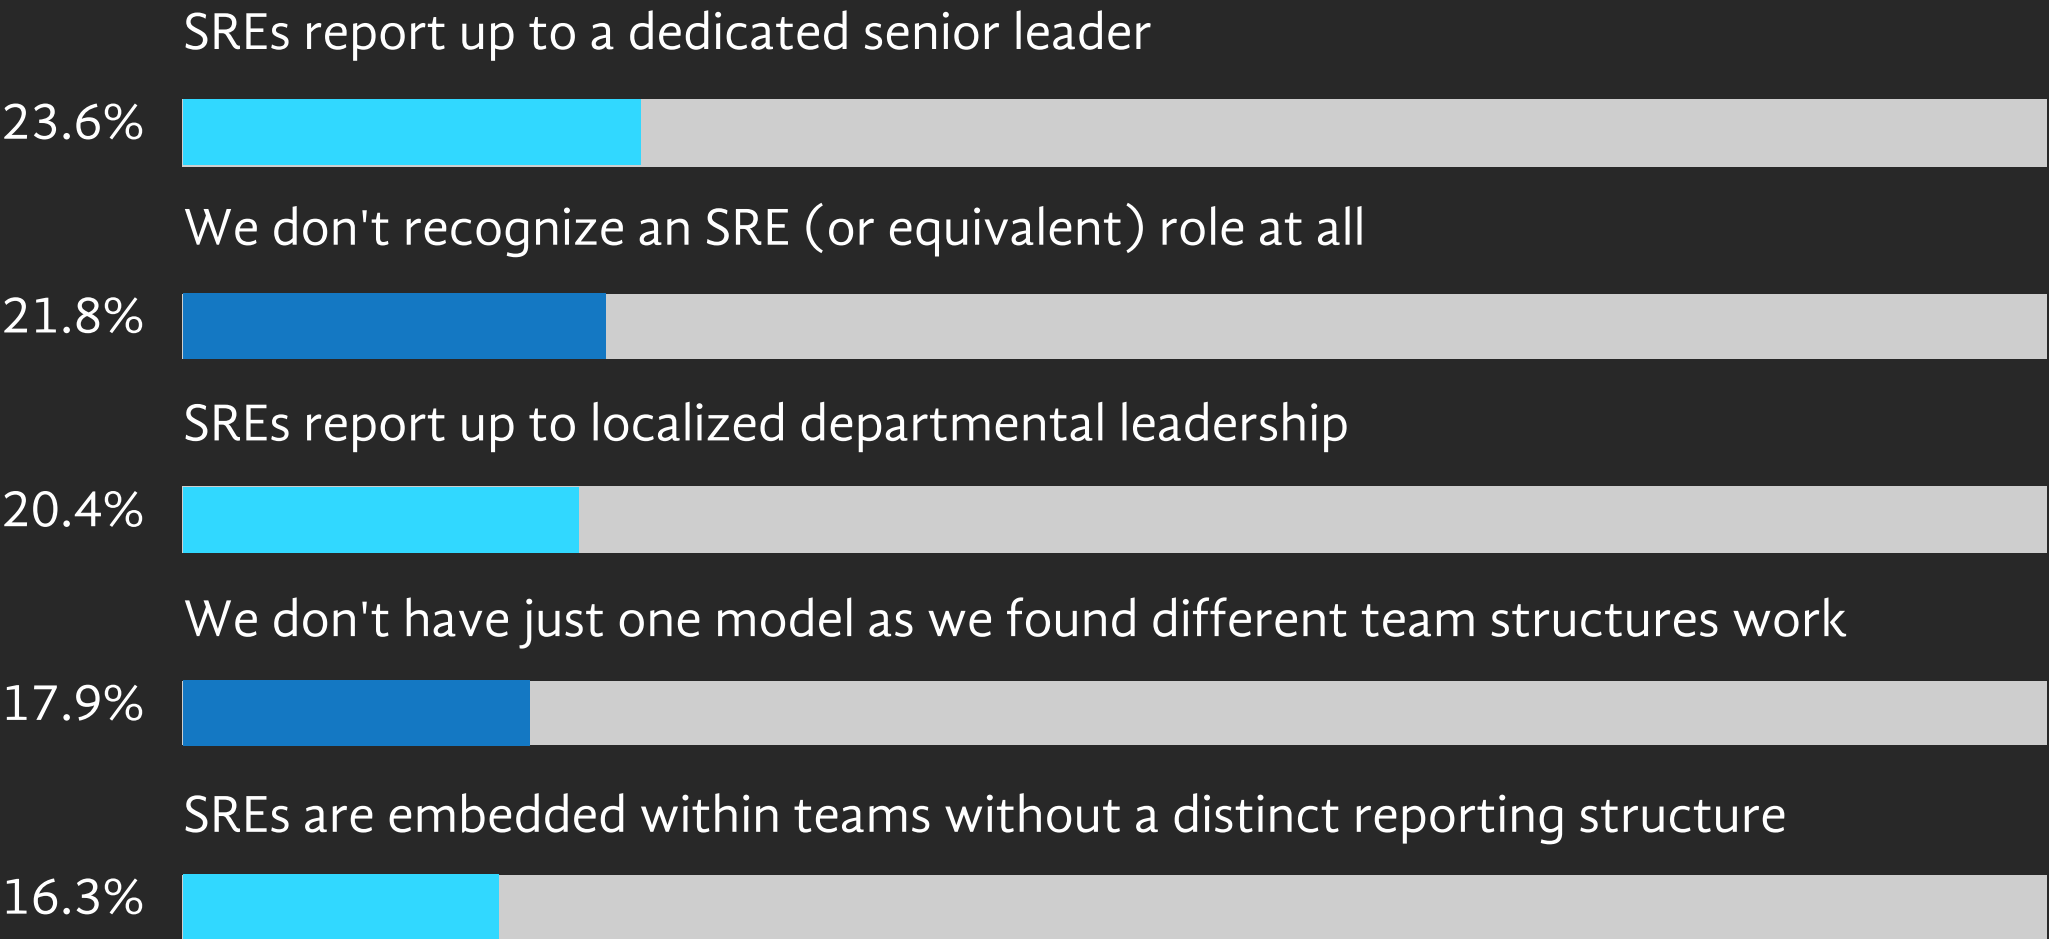 SREs report up to a dedicated senior leader
23.6%
We don't recognize an SRE (or equivalent) role at all
21.8%
SREs report up to localized departmental leadership
20.4%
We don't have just one model as we found different team structures work
17.9%
SREs are embedded within teams without a distinct reporting structure
16.3%